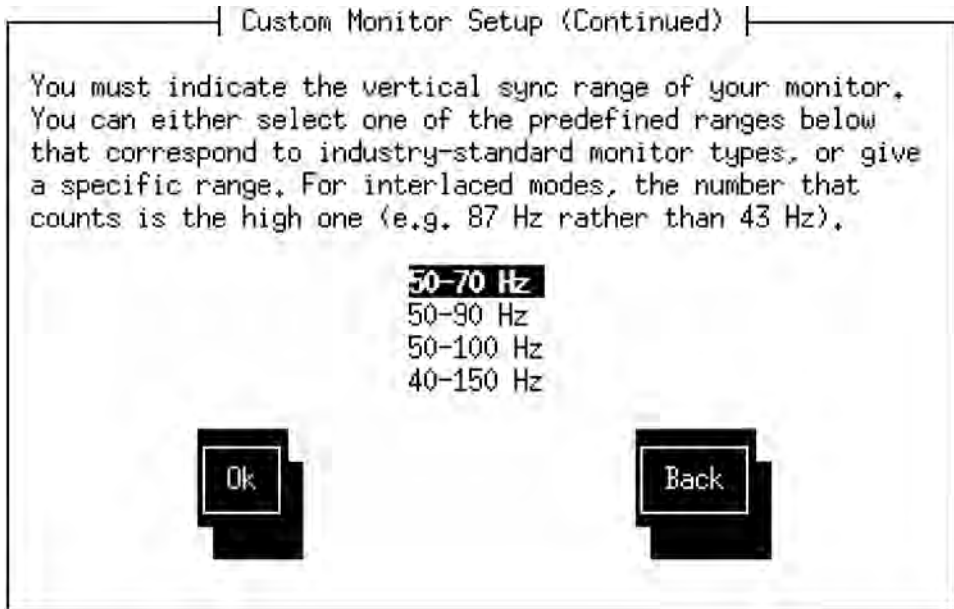 Custom Monitor Setup (Continued)
You must indicate the vertical sync range of your monitor.
You can either select one of the predefined ranges below
that correspond to industry-standard monitor types, or give
a specific range. For interlaced modes, the number that
counts is the high one (e.g. 87 Hz rather than 43 Hz).
50-70 Hz
50-90 Hz
50-100 Hz
40-150 Hz
Ok Back